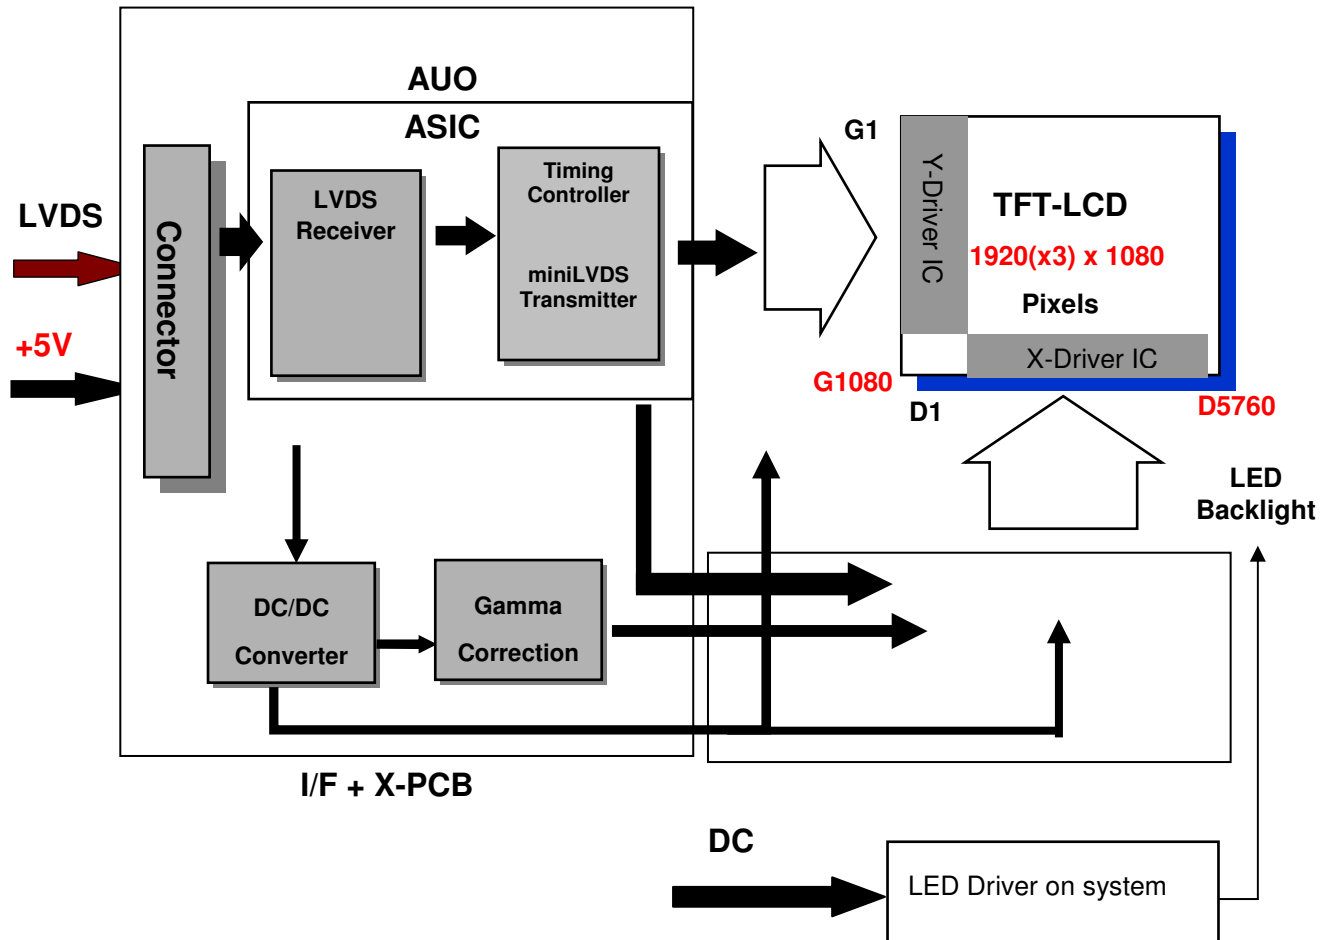 AUO
ASIC
LVDS
+5V
Connector
LVDS
Receiver
Timing
Controller
miniLVDS
Transmitter
G1
Y-Driver IC
TFT-LCD
1920(x3) x 1080
Pixels
X-Driver IC
G1080
D1
D5760
LED
Backlight
DC/DC
Converter
Gamma
Correction
I/F + X-PCB
DC
LED Driver on system